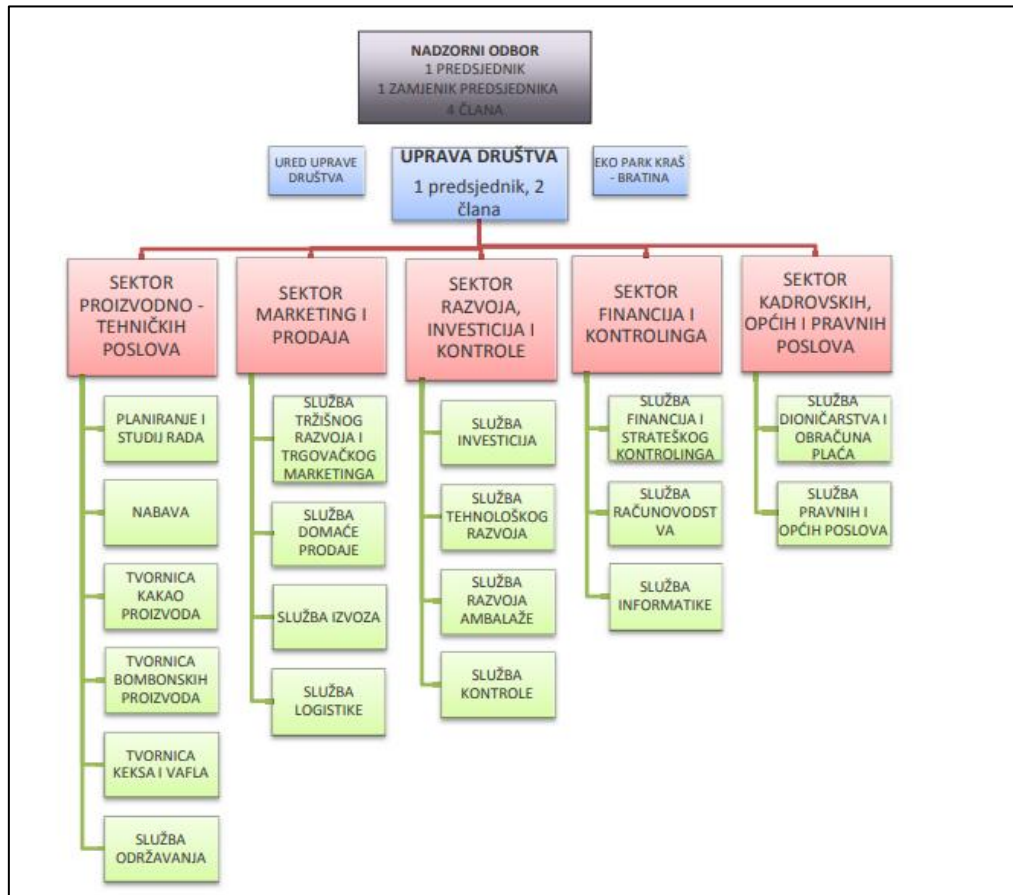 NADZORNI ODBOR
1 PREDSJEDNIK
1 ZAMJENIK PREDSJEDNIKA
4 ČLANA
URED UPRAVE
DRUŠTVA
UPRAVA DRUŠTVA
1 predsjednik, 2
člana
EKO PARK KRAŠ
- BRATINA
SEKTOR
PROIZVODNO -
TEHNIČKIH
POSLOVA
SEKTOR
MARKETING I
PRODAJA
SEKTOR
RAZVOJA,
INVESTICIJA I
KONTROLE
SEKTOR
FINANCIJA I
KONTROLINGA
SEKTOR
KADROVSKIH,
OPĆIH I PRAVNIH
POSLOVA
PLANIRANJE I
STUDIJ RADA
NABAVA
TVORNICA
KAKAO
PROIZVODA
TVORNICA
BOMBONSKIH
PROIZVODA
TVORNICA
KEKSA I VAFLA
SLUŽBA
ODRŽAVANJA
SLUŽBA
TRŽIŠNOG
RAZVOJA I
TRGOVAČKOG
MARKETINGA
SLUŽBA
DOMAĆE
PRODAJE
SLUŽBA IZVOZA
SLUŽBA
LOGISTIKE
SLUŽBA
INVESTICIJA
SLUŽBA
TEHNOLOŠKOG
RAZVOJA
SLUŽBA
RAZVOJA
AMBALAŽE
SLUŽBA
KONTROLE
SLUŽBA
FINANCIJA I
STRATEŠKOG
KONTROLINGA
SLUŽBA
RAČUNOVODST
VA
SLUŽBA
INFORMATIKE
SLUŽBA
DIONIČARSTVA I
OBRAČUNA
PLAĆA
SLUŽBA
PRAVNIH I
OPĆIH POSLOVA